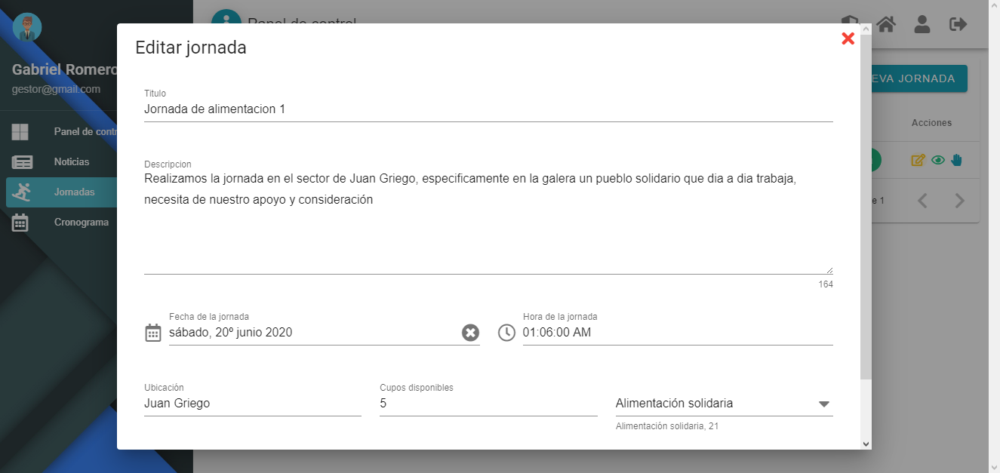 Panel de control
Editar jornada
Gabriel Romero
gestor@gmail.com
EVA JORNADA
Titulo
Jornada de alimentacion 1
Acciones
Panel de contr
Noticias
Jornadas
Cronograma
Descripcion
Realizamos la jornada en el sector de Juan Griego, especificamente en la galera un pueblo solidario que dia a dia trabaja,
necesita de nuestro apoyo y consideración
e 1
164
Fecha de la jornada
sábado, 20º junio 2020
Hora de la jornada
01:06:00 AM
Ubicación
Juan Griego
Cupos disponibles
5
Alimentación solidaria
Alimentación solidaria, 21